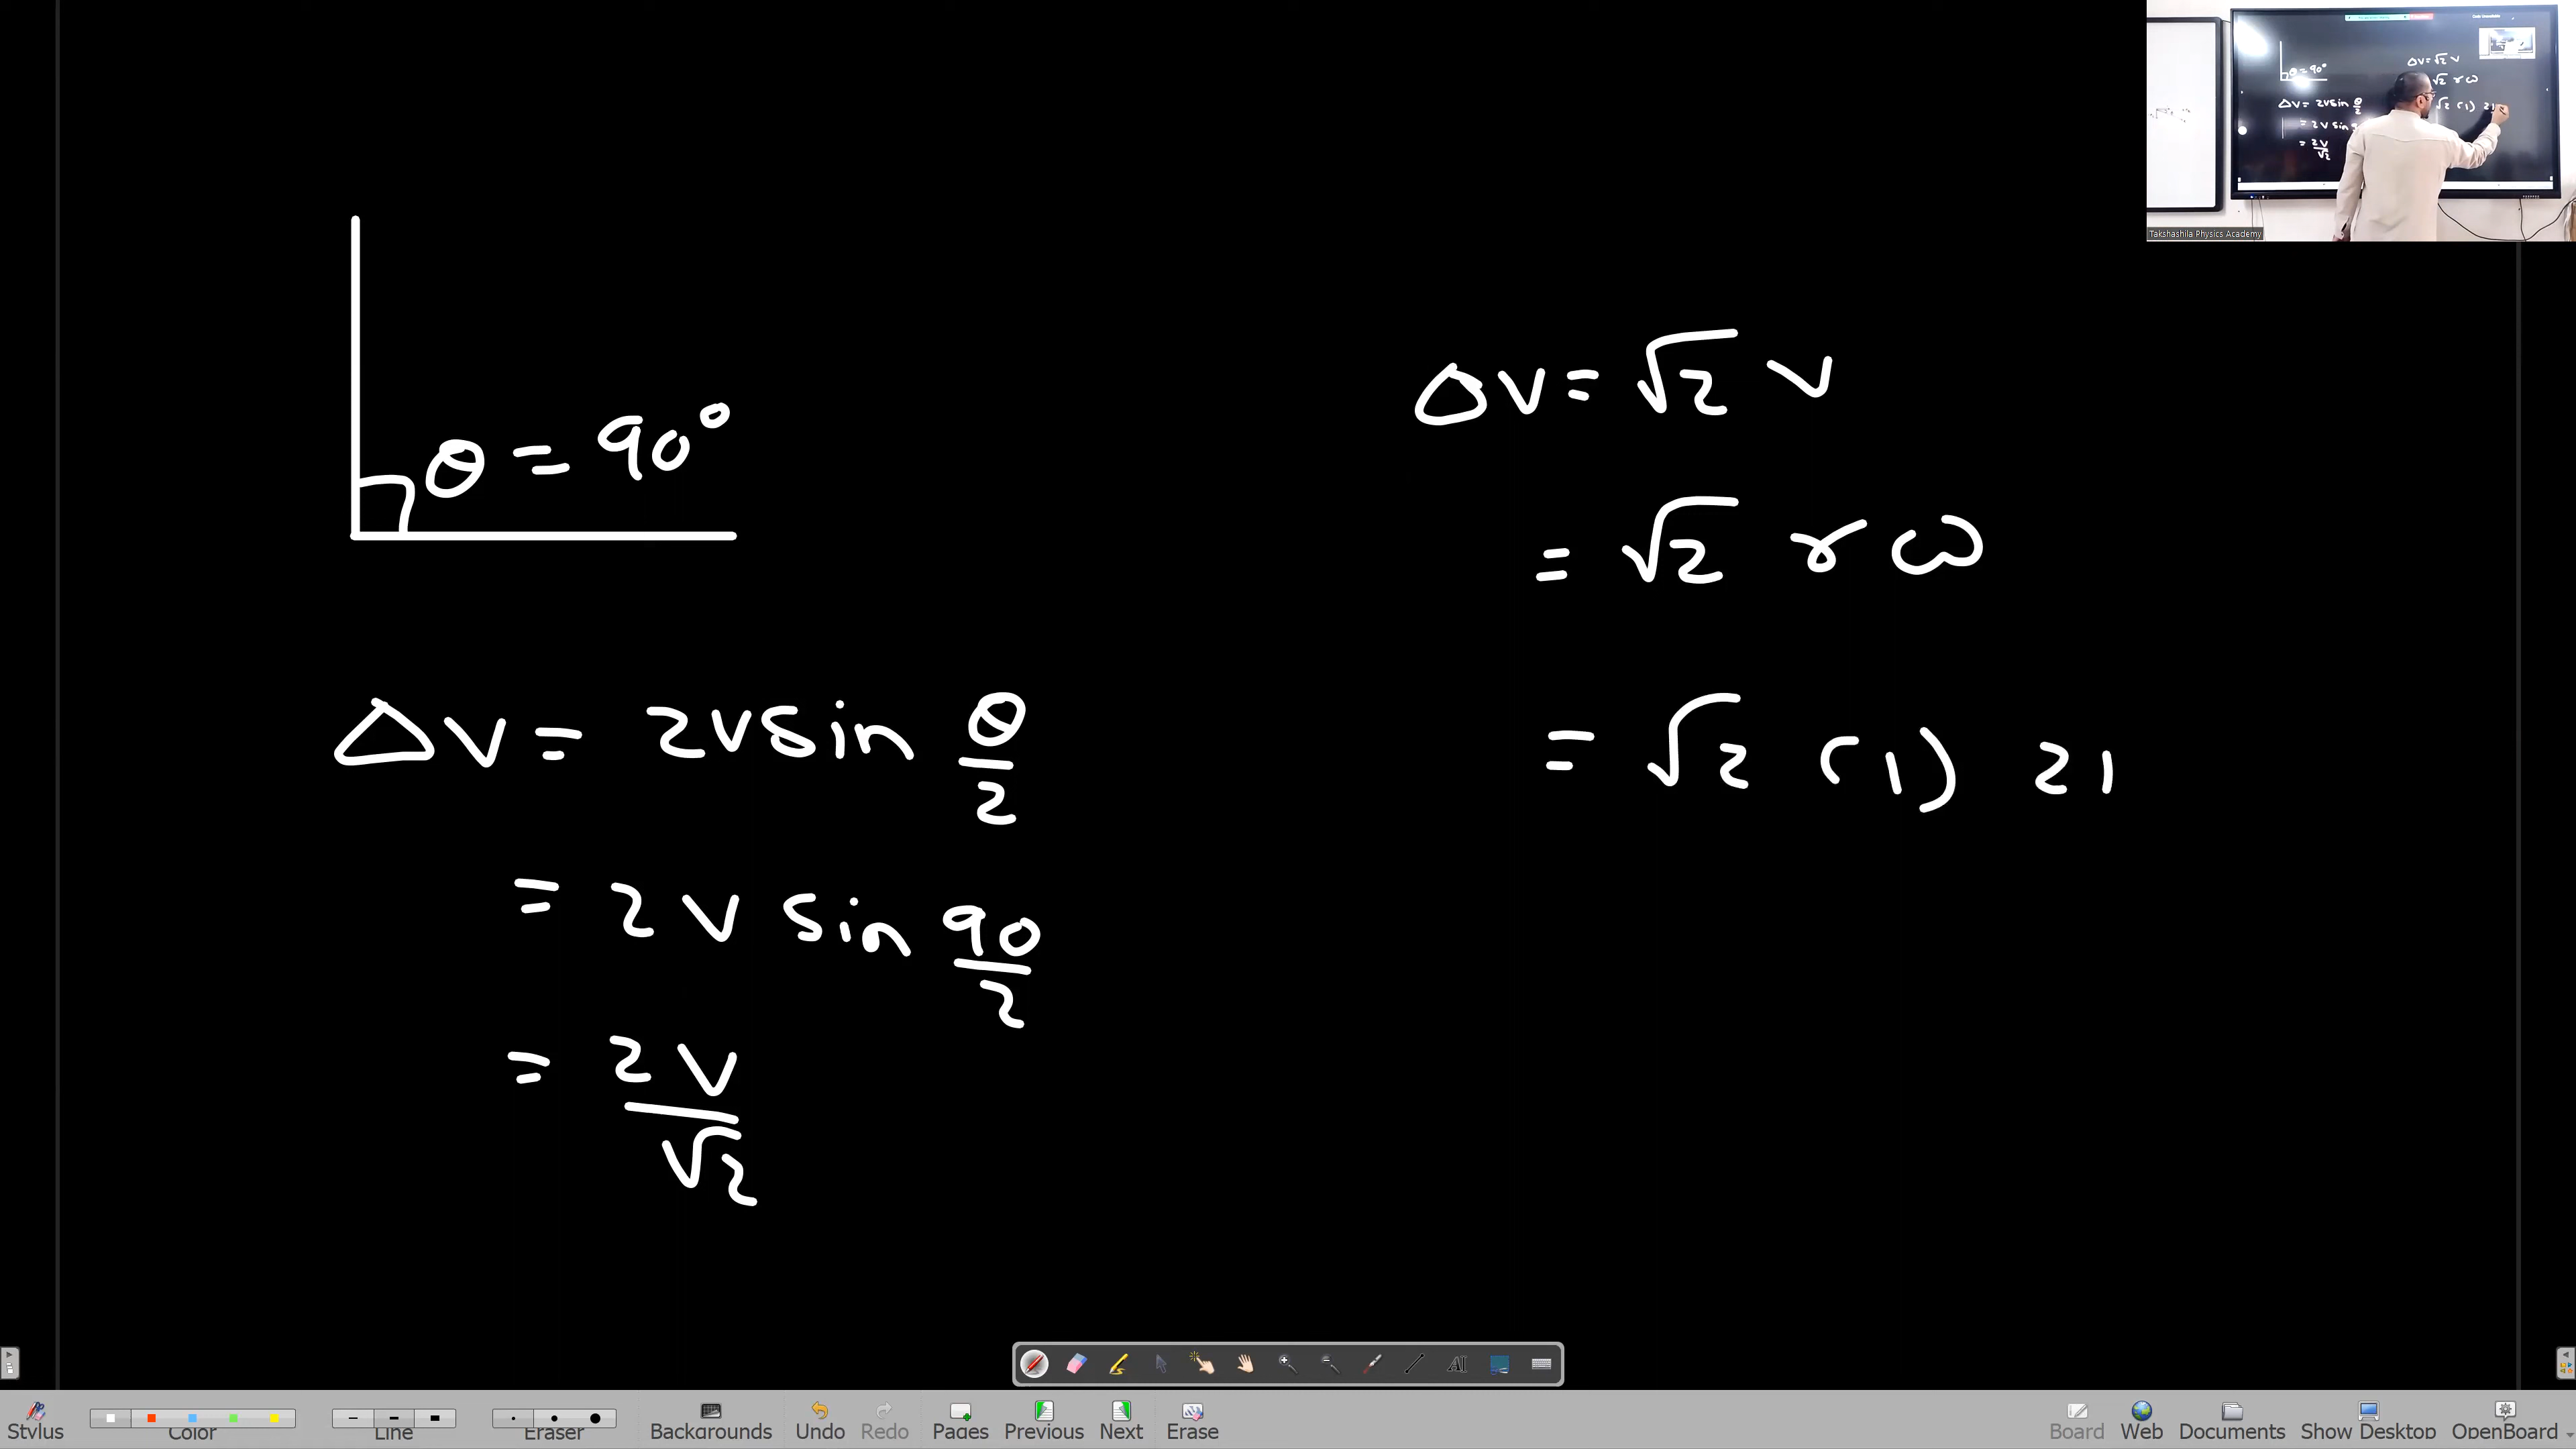 Takshashila Physics Academy
θ = 90°
ΔV = 2Vsin θ/2
= 2 V sin 90/2
= 2V/√2
ΔV = √2 V
= √2 r ω
= √2 (1) 21
Stylus Color Line Eraser Backgrounds Undo Redo Pages Previous Next Erase Board Web Documents Show Desktop OpenBoard